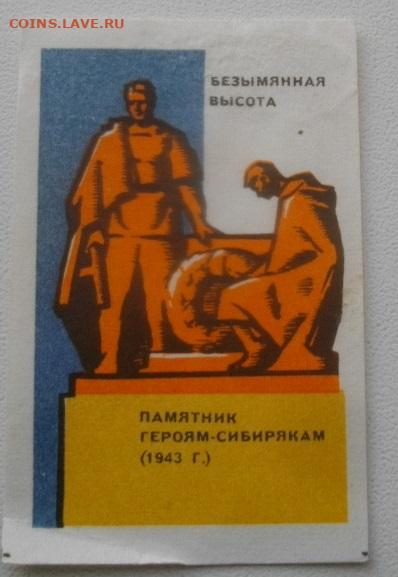 COINS.LAVE.RU
БЕЗЫМЯННАЯ
ВЫСОТА
ПАМЯТНИК
ГЕРОЯМ-СИБИРЯКАМ
(1943 Г.)